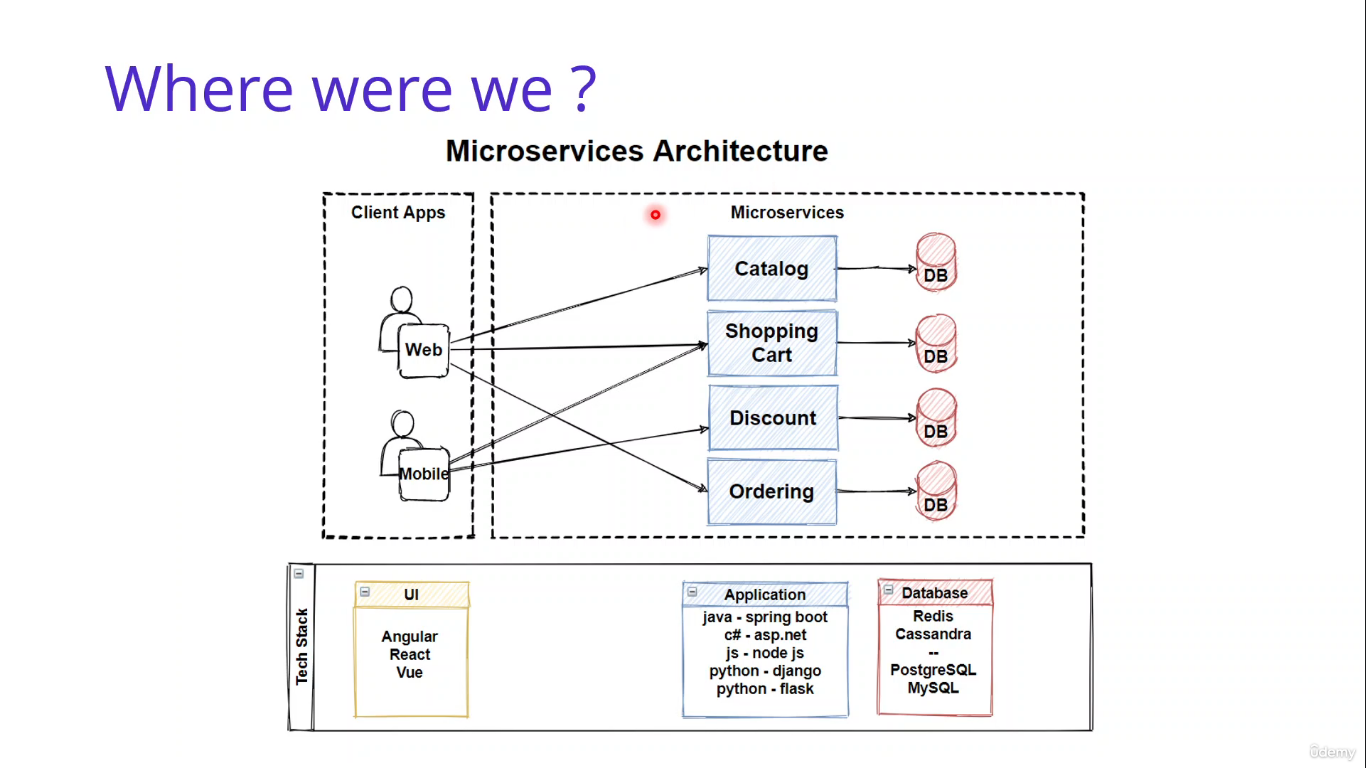 Where were we ?
Microservices Architecture
Client Apps
Microservices
Catalog
DB
Web
Shopping
Cart
DB
Discount
DB
Mobile
Ordering
DB
Tech Stack
UI
Angular
React
Vue
Application
java - spring boot
c# - asp.net
js - node js
python - django
python - flask
Database
Redis
Cassandra
--
PostgreSQL
MySQL
ûdemy